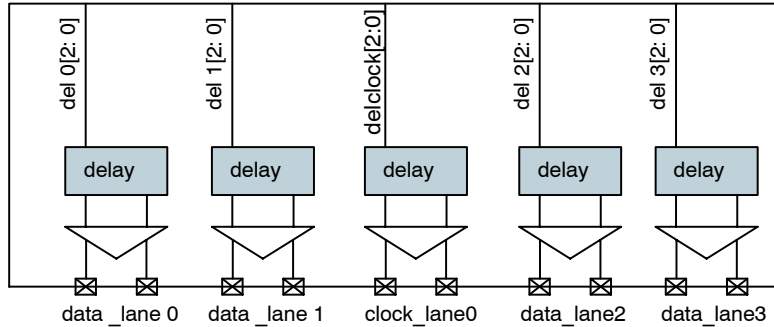 del 0[2: 0]
del 1[2: 0]
delclock[2:0]
del 2[2: 0]
del 3[2: 0]
delay
delay
delay
delay
delay
data _lane 0
data _lane 1
clock_lane0
data_lane2
data_lane3